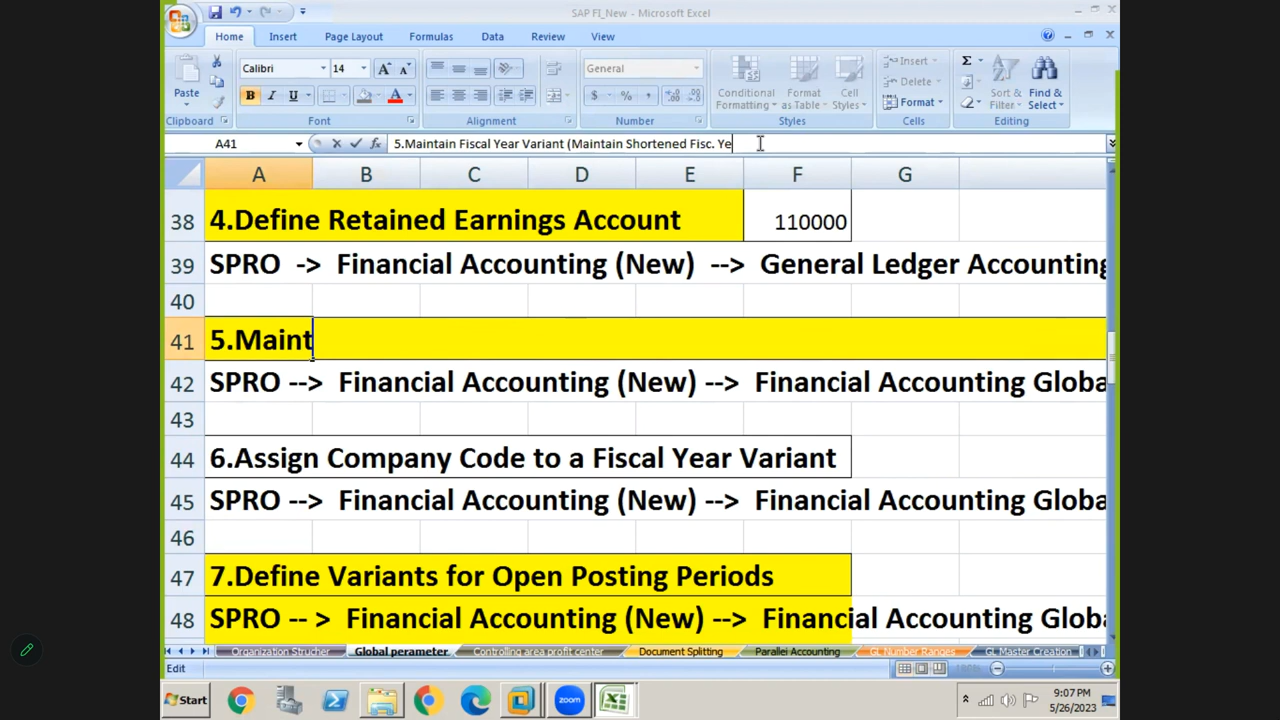 SAP FI_New - Microsoft Excel
Home Insert Page Layout Formulas Data Review View
Paste
Calibri 14
B I U
General
$ % ,
Conditional Formatting
Format as Table
Cell Styles
Insert
Delete
Format
Sort & Filter
Find & Select
Clipboard Font Alignment Number Styles Cells Editing
A41
5.Maintain Fiscal Year Variant (Maintain Shortened Fisc. Ye
A B C D E F G
38 4.Define Retained Earnings Account 110000
39 SPRO -> Financial Accounting (New) --> General Ledger Accounting
40
41 5.Maint
42 SPRO --> Financial Accounting (New) --> Financial Accounting Globa
43
44 6.Assign Company Code to a Fiscal Year Variant
45 SPRO --> Financial Accounting (New) --> Financial Accounting Globa
46
47 7.Define Variants for Open Posting Periods
48 SPRO -- > Financial Accounting (New) --> Financial Accounting Globa
Organization Strucher Global perameter Controlling area profit center Document Splitting Parallel Accounting GL Number Ranges GL Master Creation
Edit
Start
zoom
9:07 PM
5/26/2023